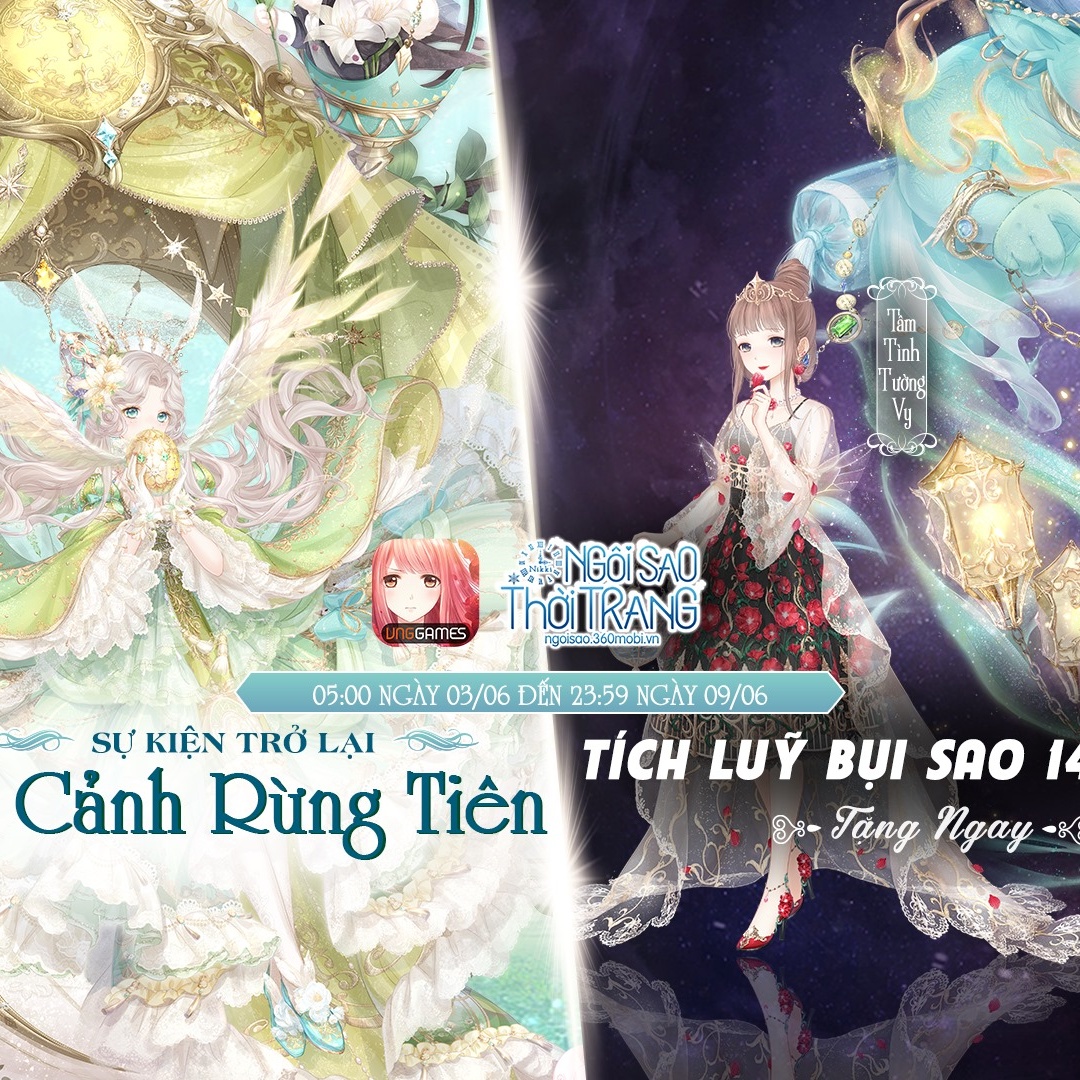 Tâm
Tình
Tường
Vy
Nikki
NGÔI SAO
THỜI TRANG
ngoisao.360mobi.vn
VNGGAMES
05:00 NGÀY 03/06 ĐẾN 23:59 NGÀY 09/06
SỰ KIỆN TRỞ LẠI
Cảnh Rừng Tiên
TÍCH LUỸ BỤI SAO 14
Tặng Ngay